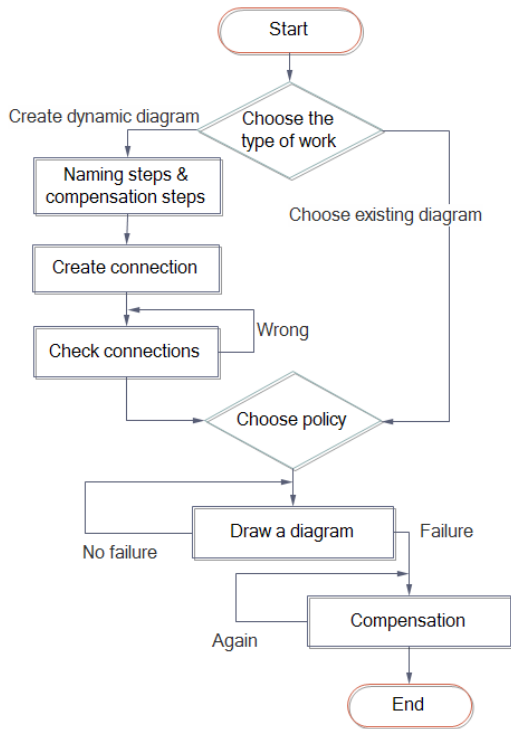 Start
Create dynamic diagram
Choose the
type of work
Naming steps &
compensation steps
Choose existing diagram
Create connection
Wrong
Check connections
Choose policy
Draw a diagram
Failure
No failure
Compensation
Again
End